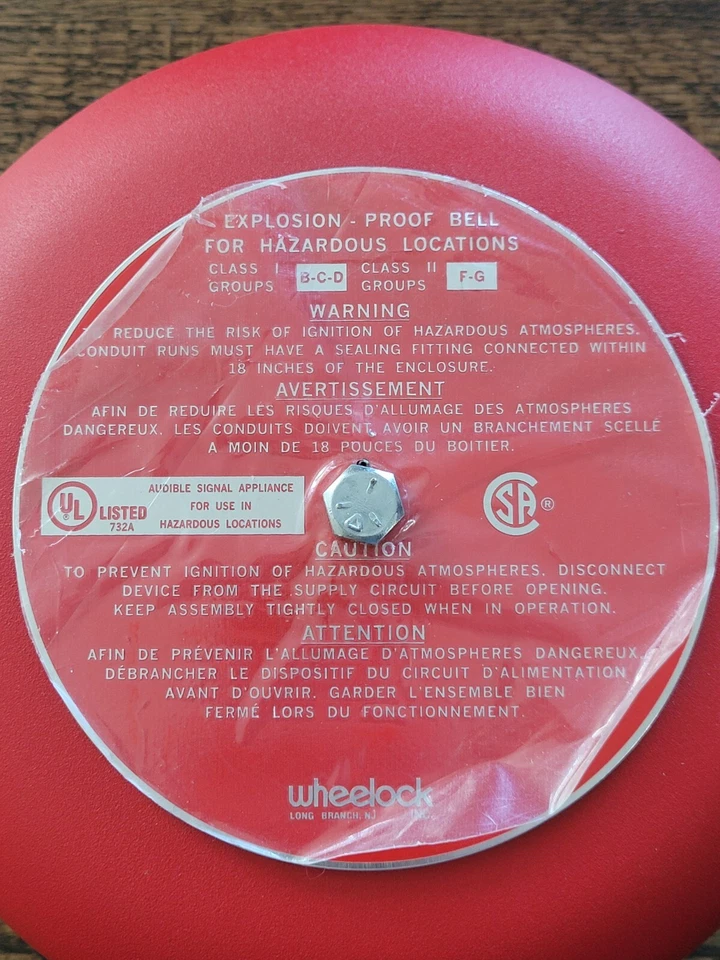 EXPLOSION - PROOF BELL
FOR HAZARDOUS LOCATIONS
CLASS I GROUPS B-C-D CLASS II GROUPS F-G
WARNING
TO REDUCE THE RISK OF IGNITION OF HAZARDOUS ATMOSPHERES.
CONDUIT RUNS MUST HAVE A SEALING FITTING CONNECTED WITHIN
18 INCHES OF THE ENCLOSURE.
AVERTISSEMENT
AFIN DE REDUIRE LES RISQUES D'ALLUMAGE DES ATMOSPHERES
DANGEREUX, LES CONDUITS DOIVENT AVOIR UN BRANCHEMENT SCELLÉ
A MOIN DE 18 POUCES DU BOITIER.
UL® LISTED 732A
AUDIBLE SIGNAL APPLIANCE
FOR USE IN
HAZARDOUS LOCATIONS
CSA®
CAUTION
TO PREVENT IGNITION OF HAZARDOUS ATMOSPHERES, DISCONNECT
DEVICE FROM THE SUPPLY CIRCUIT BEFORE OPENING.
KEEP ASSEMBLY TIGHTLY CLOSED WHEN IN OPERATION.
ATTENTION
AFIN DE PRÉVENIR L'ALLUMAGE D'ATMOSPHERES DANGEREUX,
DÉBRANCHER LE DISPOSITIF DU CIRCUIT D'ALIMENTATION
AVANT D'OUVRIR. GARDER L'ENSEMBLE BIEN
FERMÉ LORS DU FONCTIONNEMENT.
wheelock
LONG BRANCH, NJ INC.